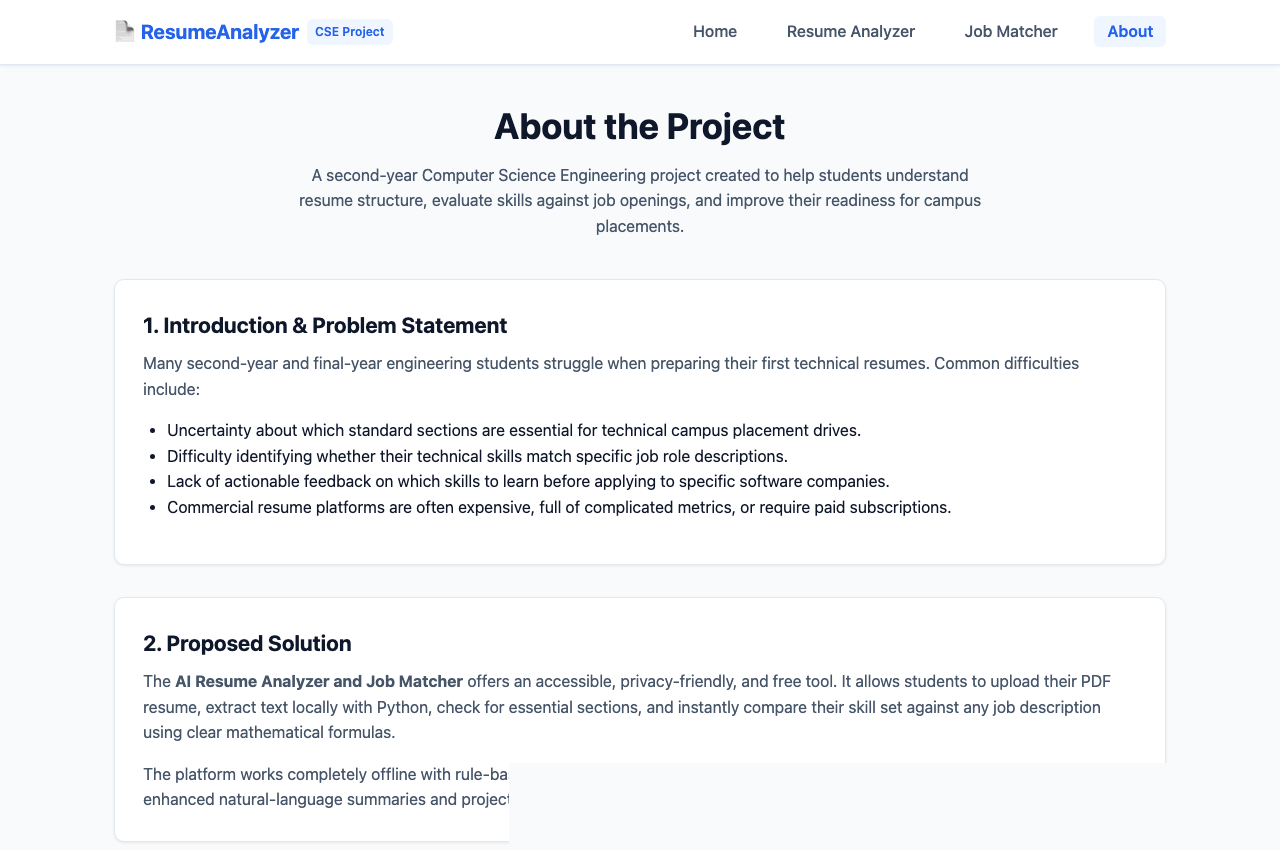 ResumeAnalyzer CSE Project Home Resume Analyzer Job Matcher About
About the Project
A second-year Computer Science Engineering project created to help students understand
resume structure, evaluate skills against job openings, and improve their readiness for campus
placements.
1. Introduction & Problem Statement
Many second-year and final-year engineering students struggle when preparing their first technical resumes. Common difficulties
include:
• Uncertainty about which standard sections are essential for technical campus placement drives.
• Difficulty identifying whether their technical skills match specific job role descriptions.
• Lack of actionable feedback on which skills to learn before applying to specific software companies.
• Commercial resume platforms are often expensive, full of complicated metrics, or require paid subscriptions.
2. Proposed Solution
The AI Resume Analyzer and Job Matcher offers an accessible, privacy-friendly, and free tool. It allows students to upload their PDF
resume, extract text locally with Python, check for essential sections, and instantly compare their skill set against any job description
using clear mathematical formulas.
The platform works completely offline with rule-ba
enhanced natural-language summaries and project